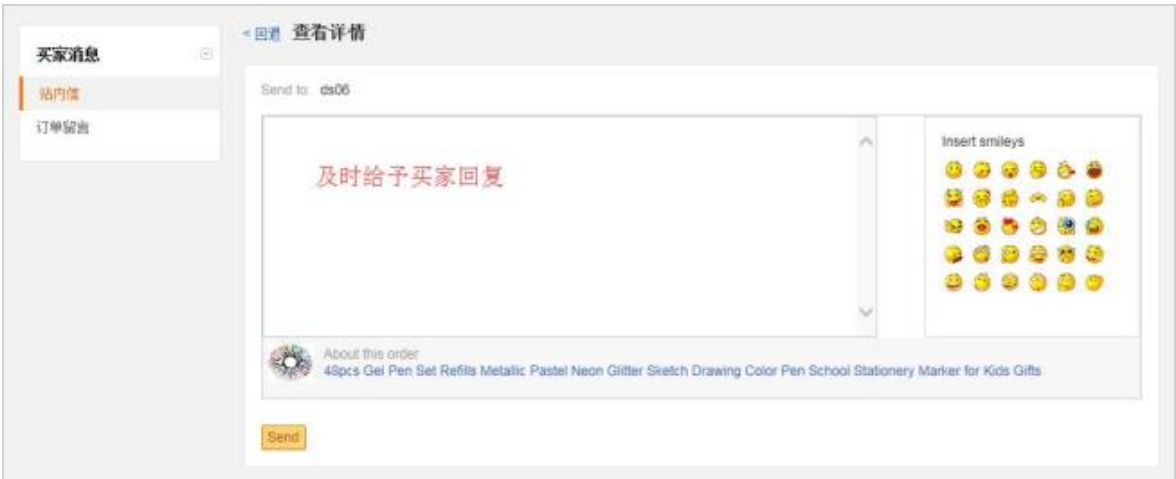 买家消息
站内信
订单留言
< 回退 查看详情
Send to: ds06
及时给予买家回复
Insert smileys
About this order
48pcs Gel Pen Set Refills Metallic Pastel Neon Glitter Sketch Drawing Color Pen School Stationery Marker for Kids Gifts
Send